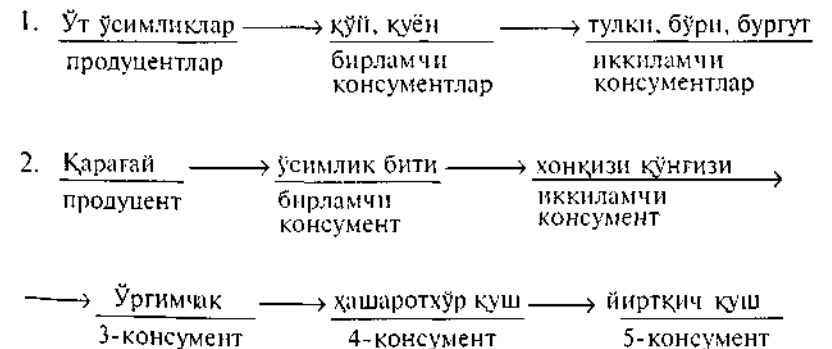 1. Ўт ўсимликлар ⟶ қўй, қуён ⟶ тулки, бўри, бургут
продуцентлар бирламчи иккиламчи
консументлар консументлар
2. Қарағай ⟶ ўсимлик бити ⟶ хонқизи қўнғизи ⟶
продуцент бирламчи иккиламчи
консумент консумент
⟶ Ўргимчак ⟶ ҳашаротхўр қуш ⟶ йиртқич қуш
3-консумент 4-консумент 5-консумент